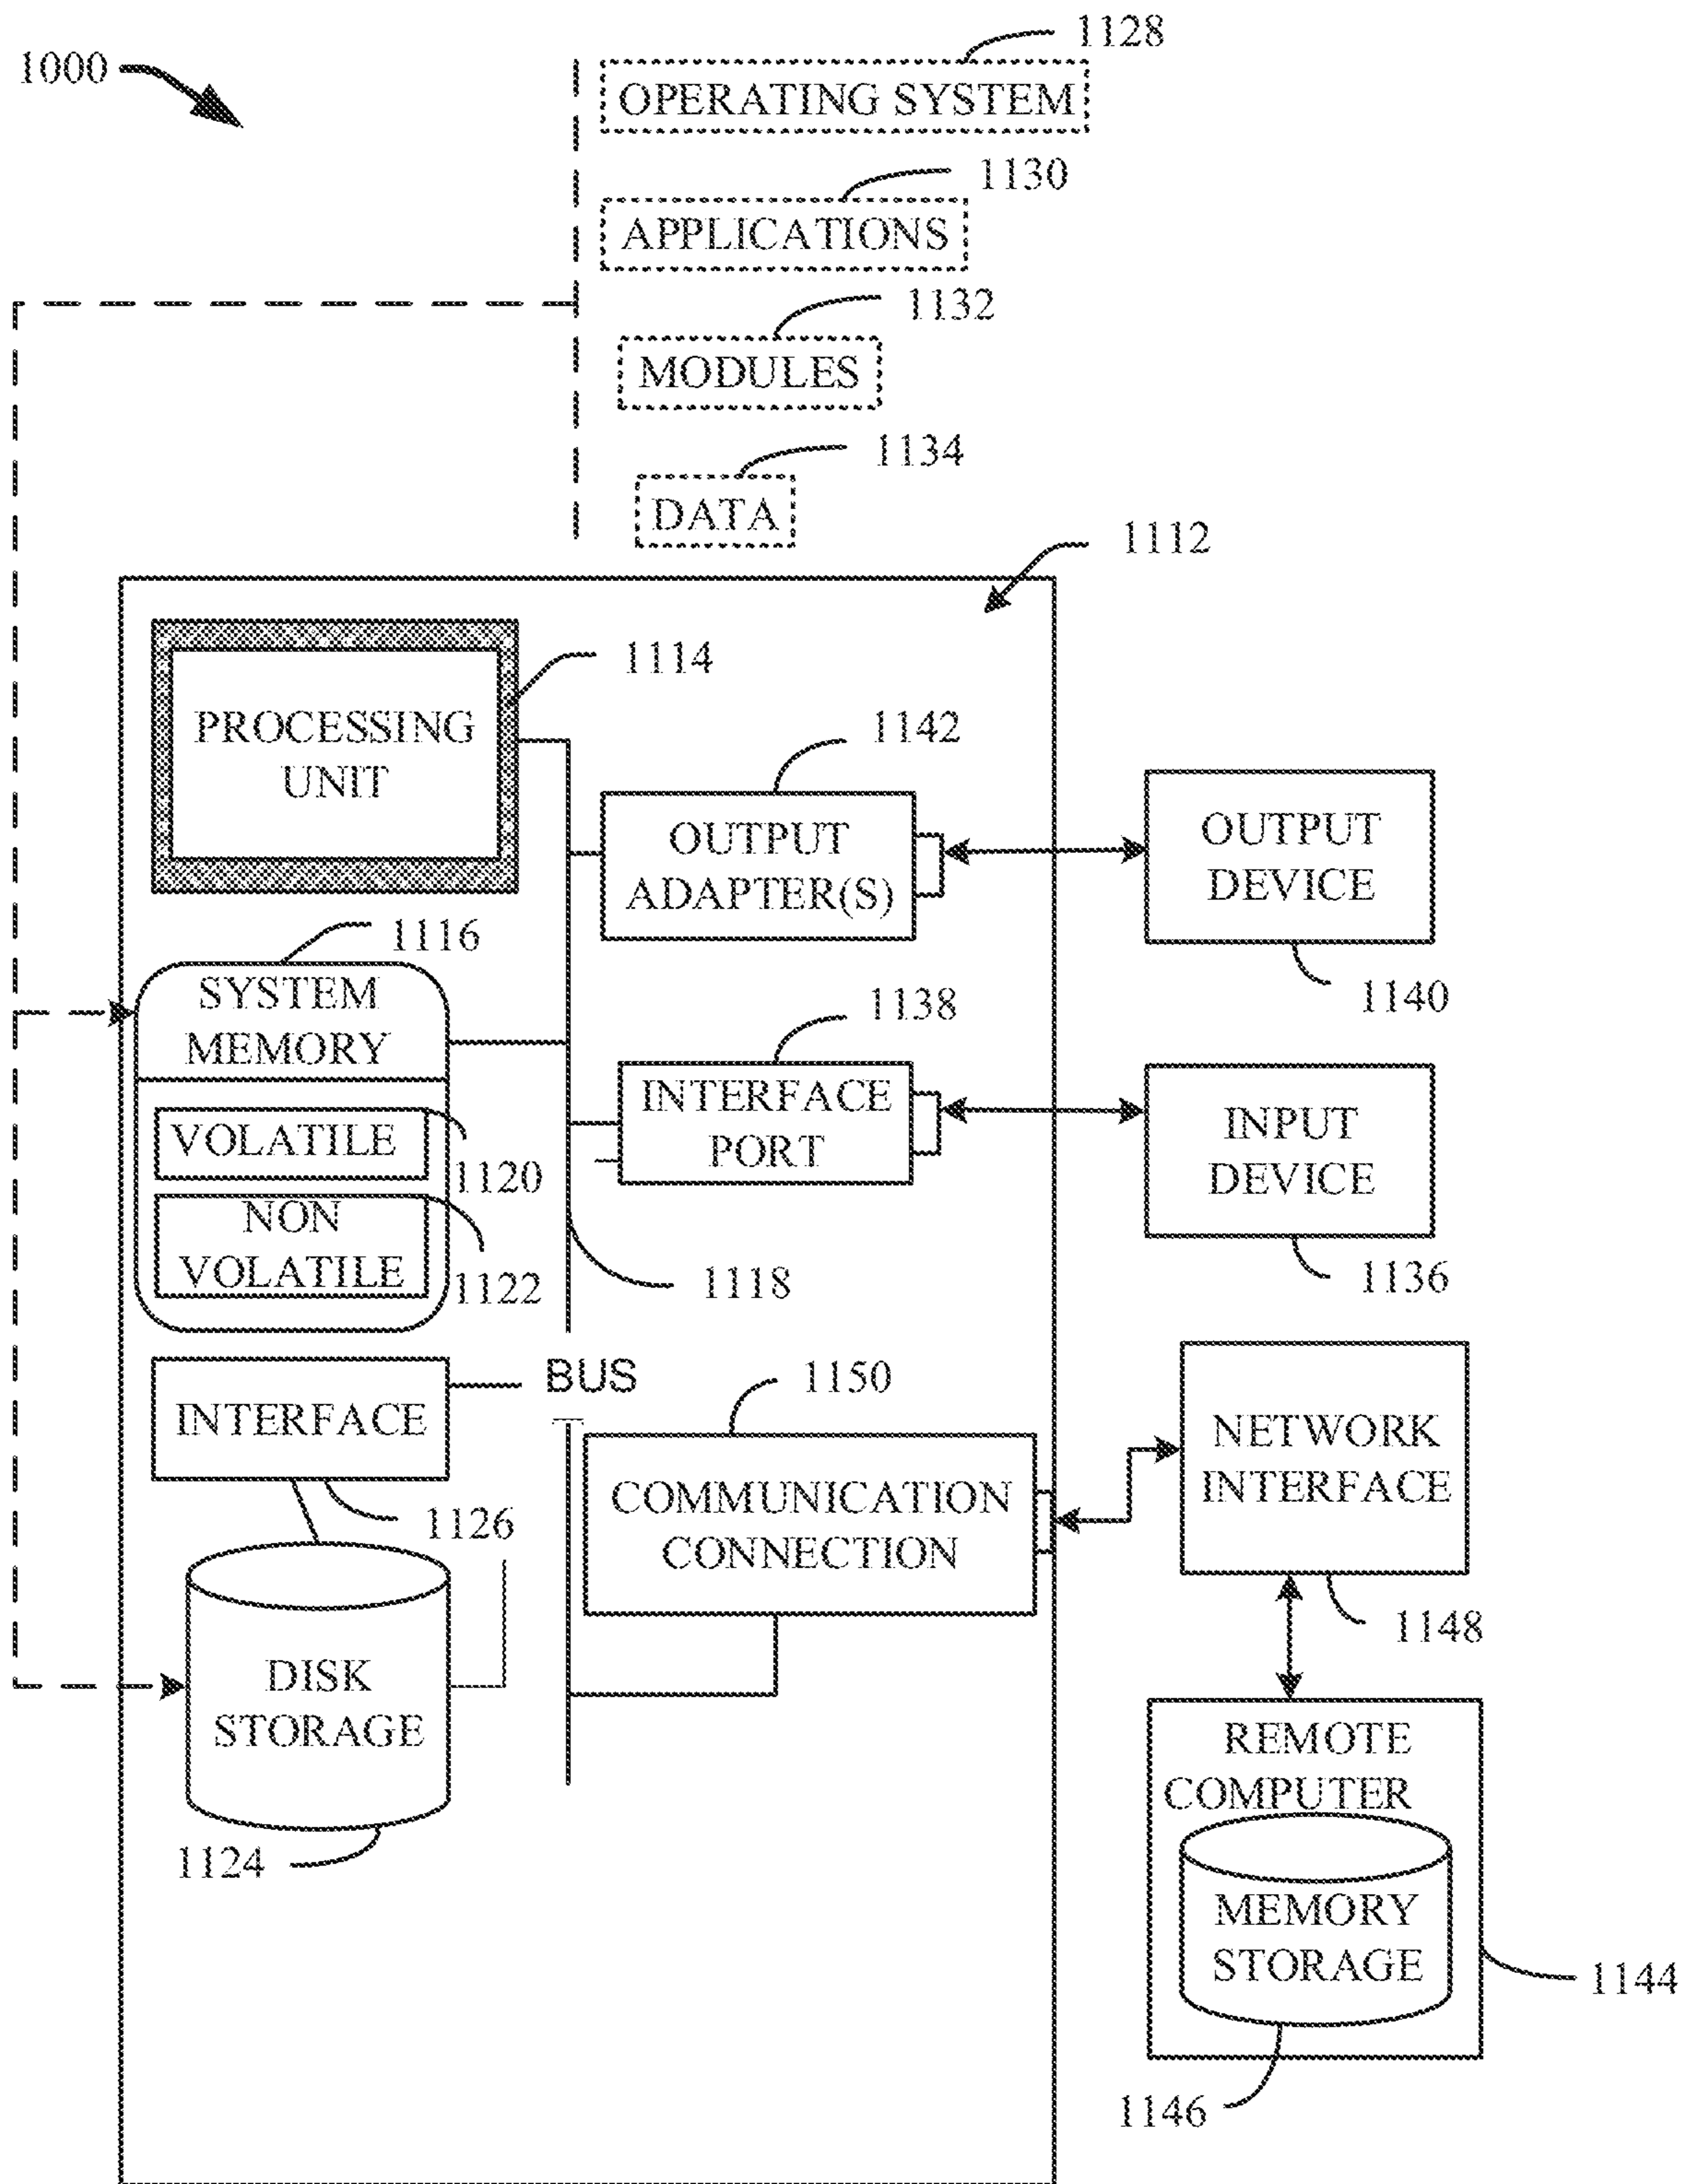 1128
1000
OPERATING SYSTEM
1130
APPLICATIONS
1132
MODULES
1134
DATA
1112
1114
PROCESSING
UNIT
1142
OUTPUT
ADAPTER(S)
OUTPUT
DEVICE
1140
1116
SYSTEM
MEMORY
1138
INTERFACE
PORT
INPUT
DEVICE
1136
VOLATILE
1120
NON
VOLATILE
1122
1118
BUS
INTERFACE
1126
1150
COMMUNICATION
CONNECTION
NETWORK
INTERFACE
1148
DISK
STORAGE
1124
REMOTE
COMPUTER
MEMORY
STORAGE
1144
1146